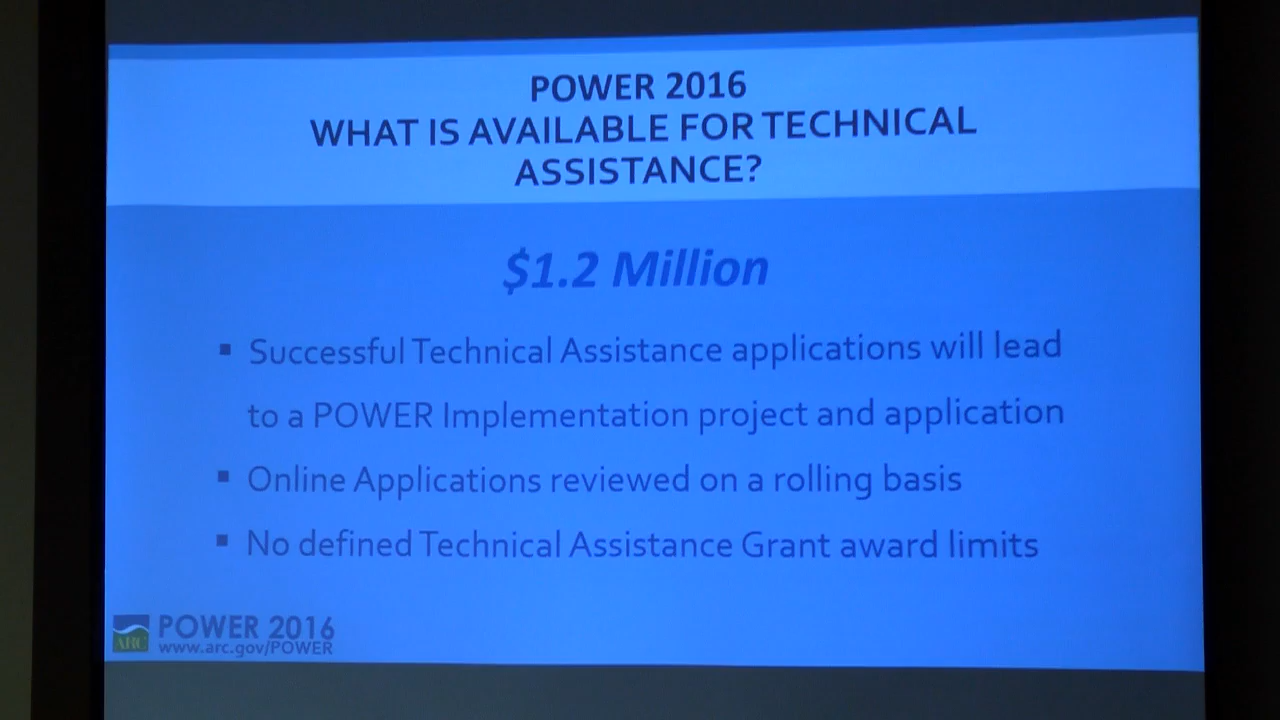 POWER 2016
WHAT IS AVAILABLE FOR TECHNICAL
ASSISTANCE?
$1.2 Million
▪ Successful Technical Assistance applications will lead
to a POWER Implementation project and application
▪ Online Applications reviewed on a rolling basis
▪ No defined Technical Assistance Grant award limits
ARC POWER 2016
www.arc.gov/POWER